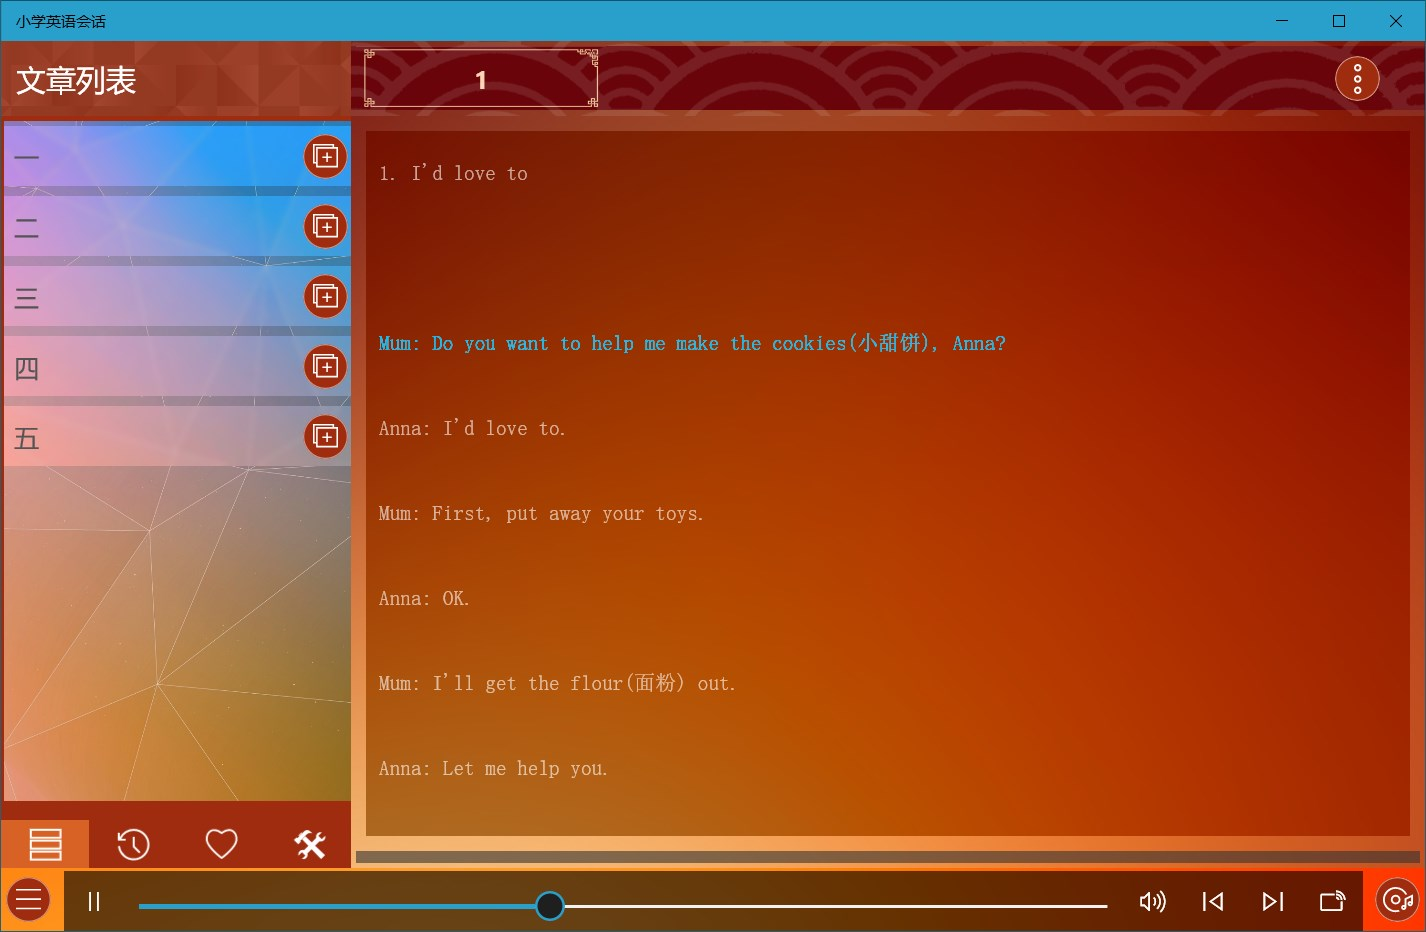 小学英语会话
文章列表
1
一
二
三
四
五
1. I'd love to
Mum: Do you want to help me make the cookies(小甜饼), Anna?
Anna: I'd love to.
Mum: First, put away your toys.
Anna: OK.
Mum: I'll get the flour(面粉) out.
Anna: Let me help you.